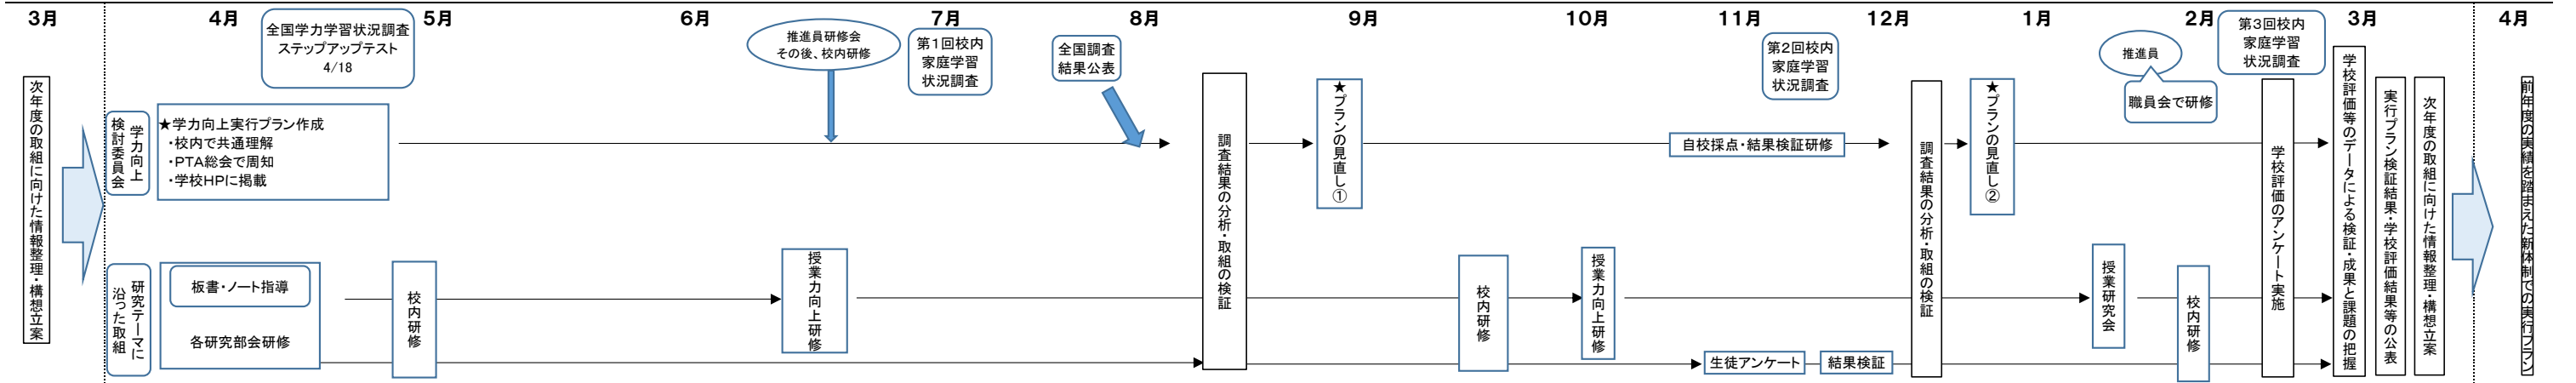 3月
4月
5月
6月
7月
8月
9月
10月
11月
12月
1月
2月
3月
4月
全国学力学習状況調査
ステップアップテスト
4/18
推進員研修会
その後、校内研修
第1回校内
家庭学習
状況調査
全国調査
結果公表
第2回校内
家庭学習
状況調査
推進員
職員会で研修
第3回校内
家庭学習
状況調査
次年度の取組に向けた情報整理・構想立案
学力向上
検討委員会
★学力向上実行プラン作成
・校内で共通理解
・PTA総会で周知
・学校HPに掲載
調査結果の分析・取組の検証
★プランの見直し①
自校採点・結果検証研修
調査結果の分析・取組の検証
★プランの見直し②
学校評価のアンケート実施
学校評価等のデータによる検証・成果と課題の把握
実行プラン検証結果・学校評価結果等の公表
次年度の取組に向けた情報整理・構想立案
前年度の実績を踏まえた新体制での実行プラン
研究テーマに
沿った取組
板書・ノート指導
各研究部会研修
校内研修
授業力向上研修
校内研修
授業力向上研修
生徒アンケート
結果検証
授業研究会
校内研修